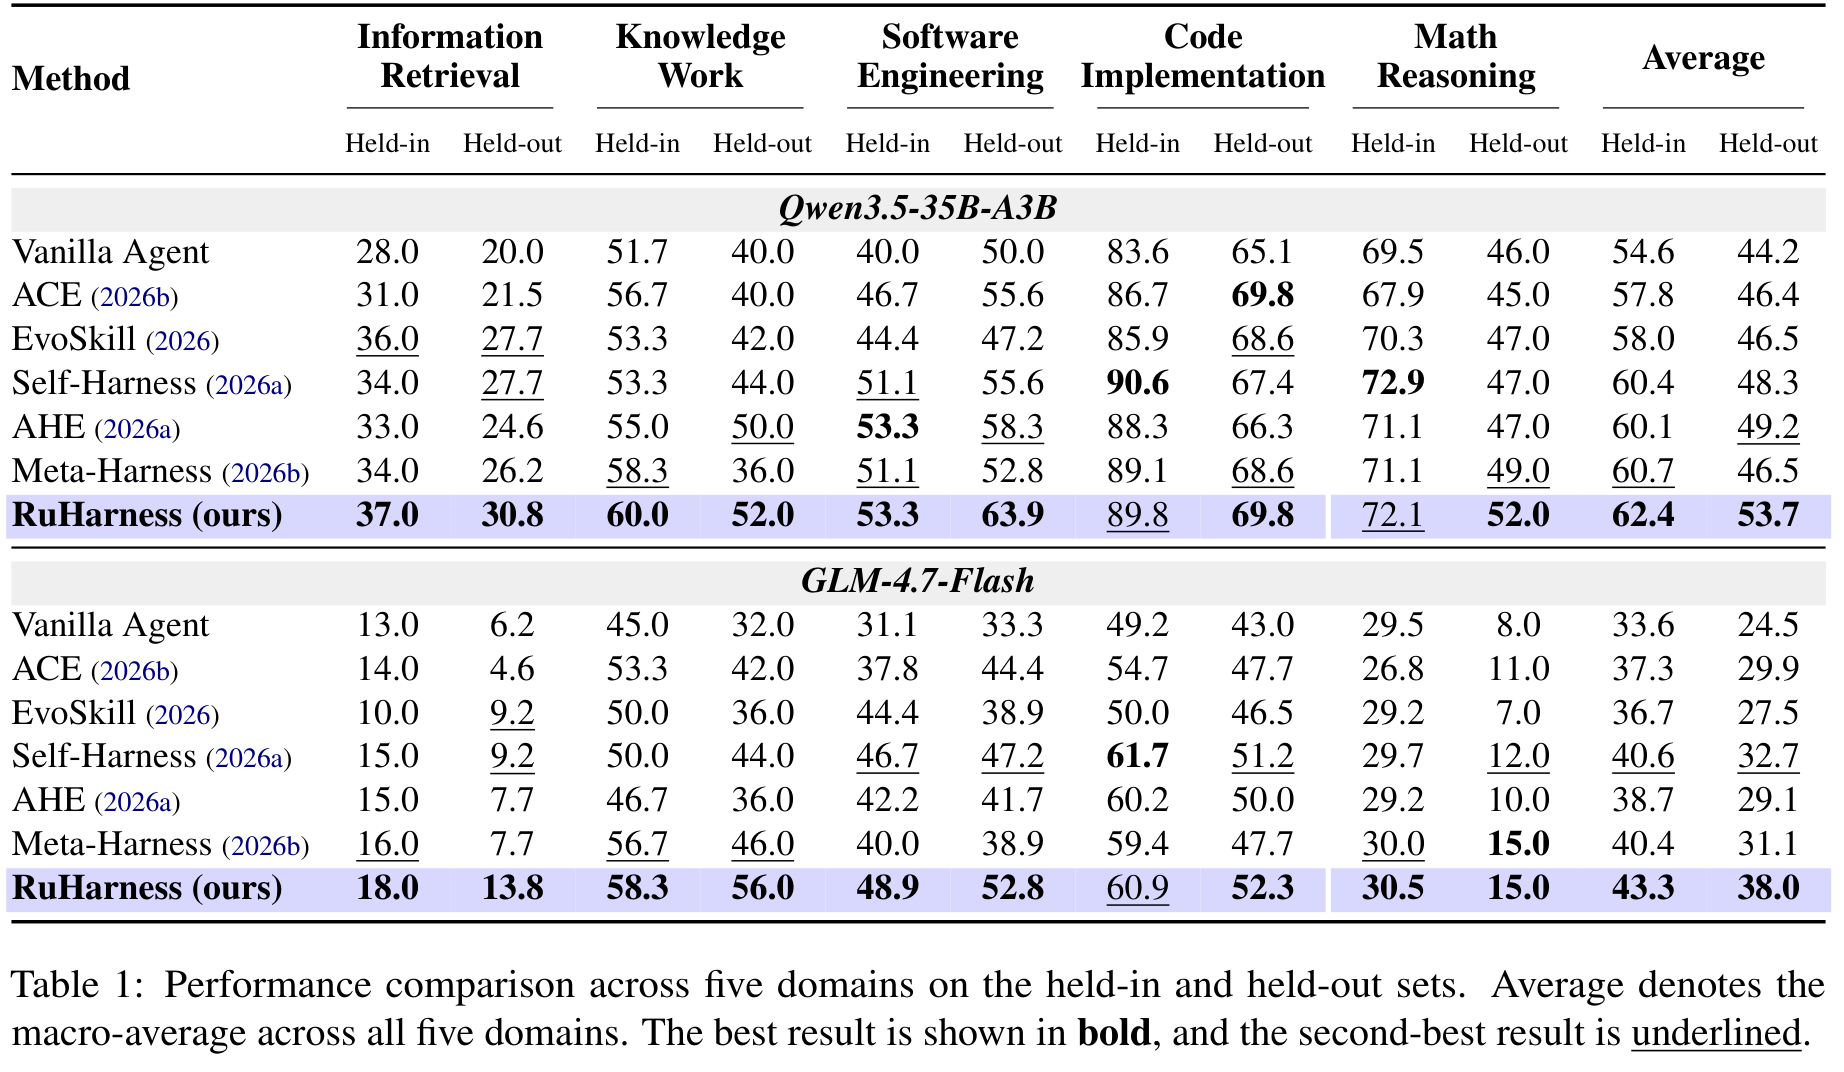 Method Information Retrieval Knowledge Work Software Engineering Code Implementation Math Reasoning Average
Held-in Held-out Held-in Held-out Held-in Held-out Held-in Held-out Held-in Held-out Held-in Held-out
Qwen3.5-35B-A3B
Vanilla Agent 28.0 20.0 51.7 40.0 40.0 50.0 83.6 65.1 69.5 46.0 54.6 44.2
ACE (2026b) 31.0 21.5 56.7 40.0 46.7 55.6 86.7 69.8 67.9 45.0 57.8 46.4
EvoSkill (2026) 36.0 27.7 53.3 42.0 44.4 47.2 85.9 68.6 70.3 47.0 58.0 46.5
Self-Harness (2026a) 34.0 27.7 53.3 44.0 51.1 55.6 90.6 67.4 72.9 47.0 60.4 48.3
AHE (2026a) 33.0 24.6 55.0 50.0 53.3 58.3 88.3 66.3 71.1 47.0 60.1 49.2
Meta-Harness (2026b) 34.0 26.2 58.3 36.0 51.1 52.8 89.1 68.6 71.1 49.0 60.7 46.5
RuHarness (ours) 37.0 30.8 60.0 52.0 53.3 63.9 89.8 69.8 72.1 52.0 62.4 53.7
GLM-4.7-Flash
Vanilla Agent 13.0 6.2 45.0 32.0 31.1 33.3 49.2 43.0 29.5 8.0 33.6 24.5
ACE (2026b) 14.0 4.6 53.3 42.0 37.8 44.4 54.7 47.7 26.8 11.0 37.3 29.9
EvoSkill (2026) 10.0 9.2 50.0 36.0 44.4 38.9 50.0 46.5 29.2 7.0 36.7 27.5
Self-Harness (2026a) 15.0 9.2 50.0 44.0 46.7 47.2 61.7 51.2 29.7 12.0 40.6 32.7
AHE (2026a) 15.0 7.7 46.7 36.0 42.2 41.7 60.2 50.0 29.2 10.0 38.7 29.1
Meta-Harness (2026b) 16.0 7.7 56.7 46.0 40.0 38.9 59.4 47.7 30.0 15.0 40.4 31.1
RuHarness (ours) 18.0 13.8 58.3 56.0 48.9 52.8 60.9 52.3 30.5 15.0 43.3 38.0
Table 1: Performance comparison across five domains on the held-in and held-out sets. Average denotes the
macro-average across all five domains. The best result is shown in bold, and the second-best result is underlined.